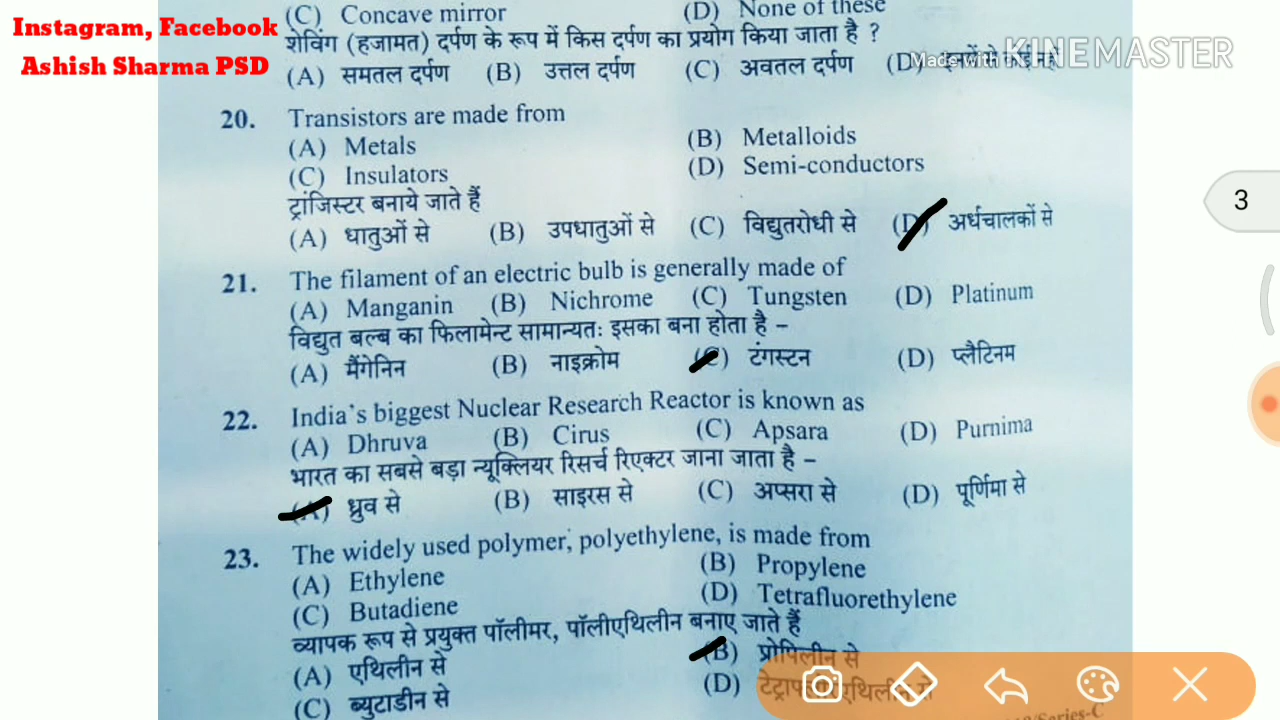 Instagram, Facebook
Ashish Sharma PSD
(C) Concave mirror (D) None of these
शेविंग (हजामत) दर्पण के रूप में किस दर्पण का प्रयोग किया जाता है ?
(A) समतल दर्पण (B) उत्तल दर्पण (C) अवतल दर्पण (D)
Made with KINEMASTER
20. Transistors are made from
(A) Metals (B) Metalloids
(C) Insulators (D) Semi-conductors
ट्रांजिस्टर बनाये जाते हैं
(A) धातुओं से (B) उपधातुओं से (C) विद्युतरोधी से (D) अर्धचालकों से
3
21. The filament of an electric bulb is generally made of
(A) Manganin (B) Nichrome (C) Tungsten (D) Platinum
विद्युत बल्ब का फिलामेन्ट सामान्यतः इसका बना होता है –
(A) मैंगेनिन (B) नाइक्रोम (C) टंगस्टन (D) प्लैटिनम
22. India's biggest Nuclear Research Reactor is known as
(A) Dhruva (B) Cirus (C) Apsara (D) Purnima
भारत का सबसे बड़ा न्यूक्लियर रिसर्च रिएक्टर जाना जाता है –
(A) ध्रुव से (B) साइरस से (C) अप्सरा से (D) पूर्णिमा से
23. The widely used polymer, polyethylene, is made from
(A) Ethylene (B) Propylene
(C) Butadiene (D) Tetrafluorethylene
व्यापक रूप से प्रयुक्त पॉलीमर, पॉलीएथिलीन बनाए जाते हैं
(A) एथिलीन से (B) प्रोपिलीन से
(C) ब्युटाडीन से (D)
Series-C